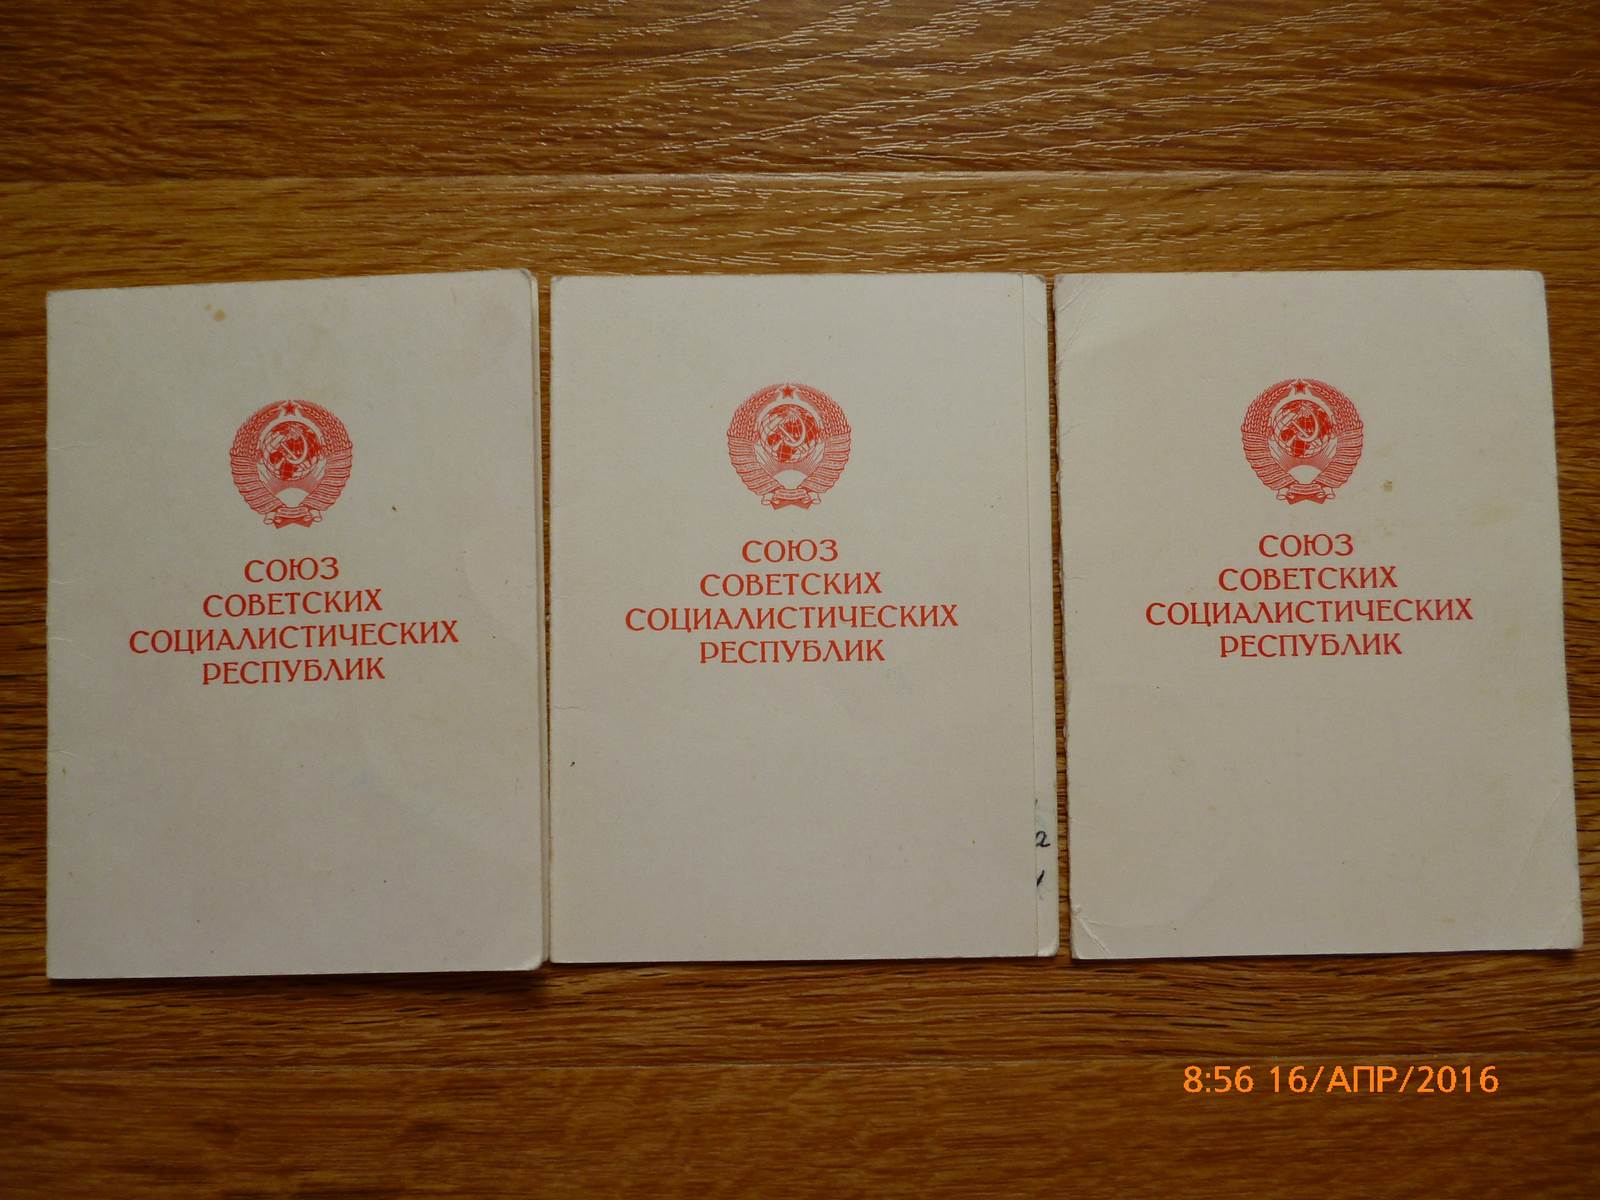 СОЮЗ
СОВЕТСКИХ
СОЦИАЛИСТИЧЕСКИХ
РЕСПУБЛИК
СОЮЗ
СОВЕТСКИХ
СОЦИАЛИСТИЧЕСКИХ
РЕСПУБЛИК
СОЮЗ
СОВЕТСКИХ
СОЦИАЛИСТИЧЕСКИХ
РЕСПУБЛИК
8:56 16/АПР/2016